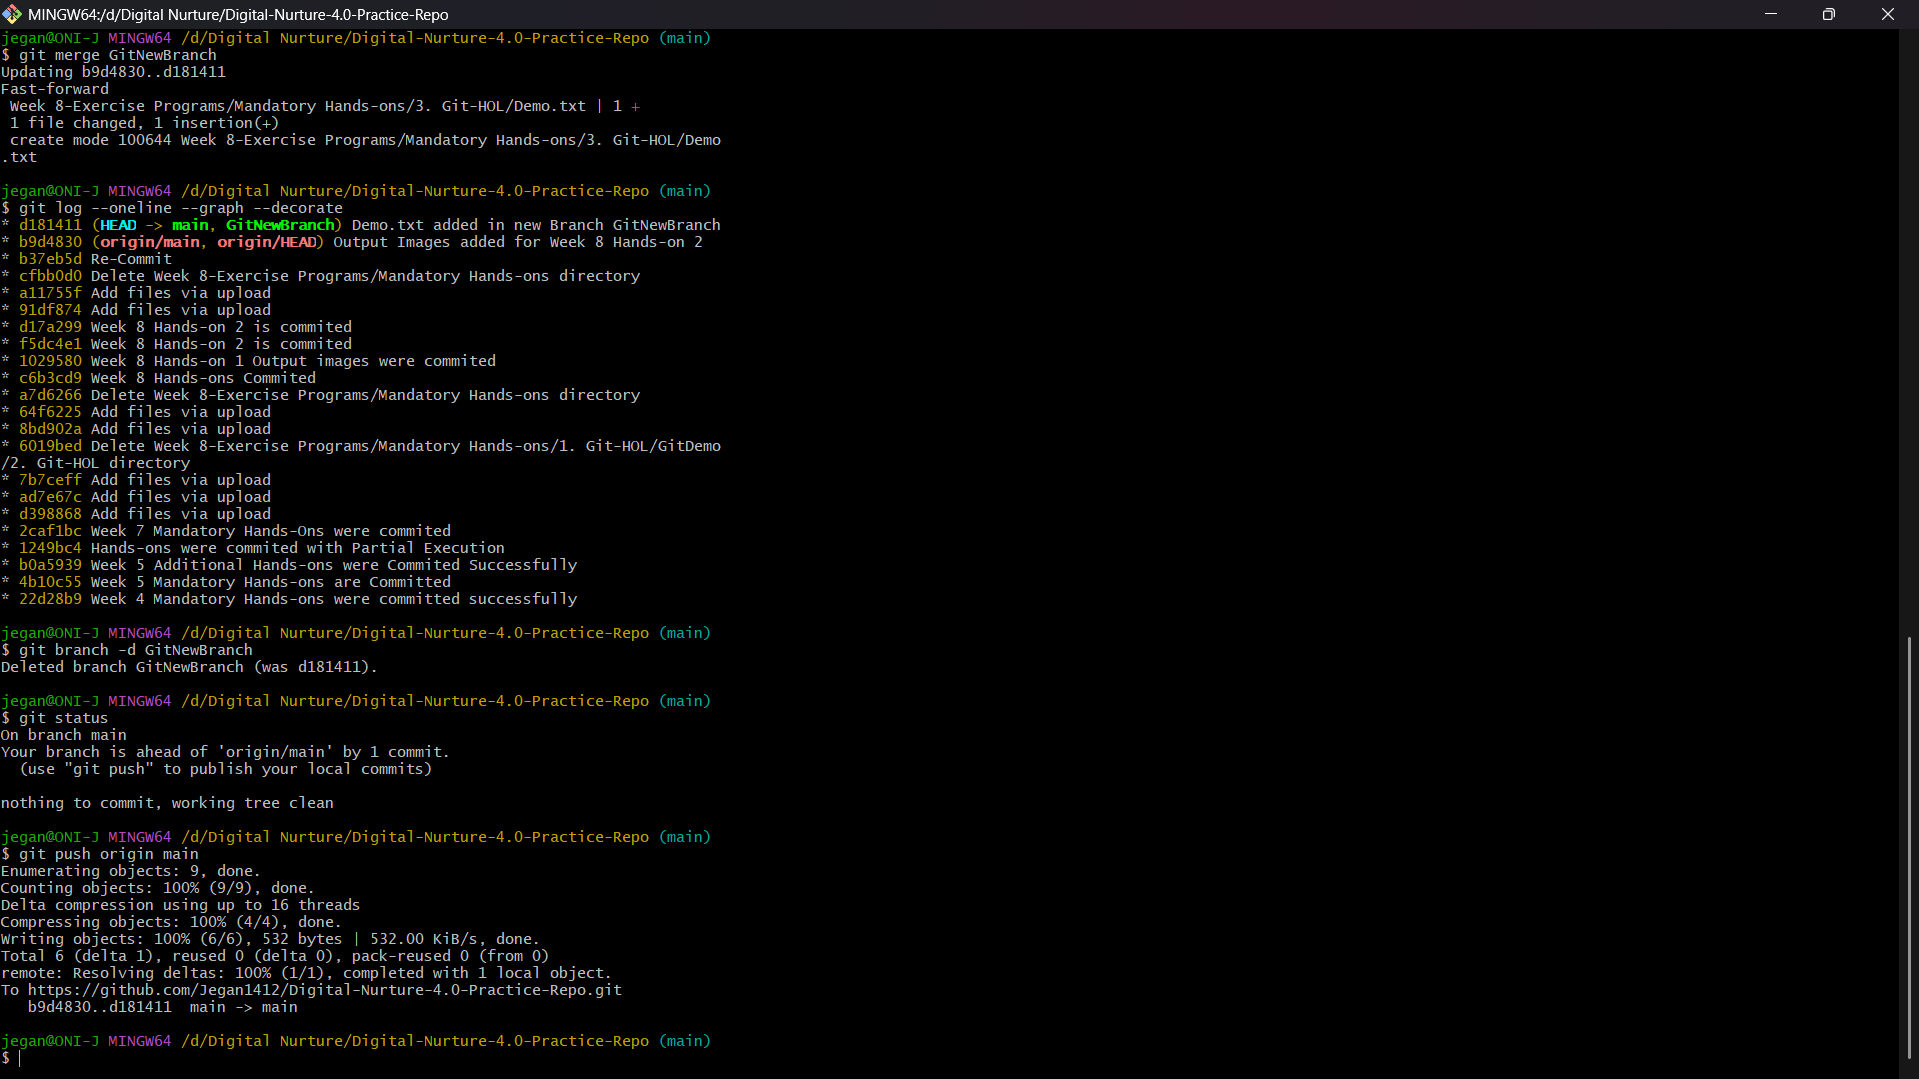 MINGW64:/d/Digital Nurture/Digital-Nurture-4.0-Practice-Repo
jegan@ONI-J MINGW64 /d/Digital Nurture/Digital-Nurture-4.0-Practice-Repo (main)
$ git merge GitNewBranch
Updating b9d4830..d181411
Fast-forward
 Week 8-Exercise Programs/Mandatory Hands-ons/3. Git-HOL/Demo.txt | 1 +
 1 file changed, 1 insertion(+)
 create mode 100644 Week 8-Exercise Programs/Mandatory Hands-ons/3. Git-HOL/Demo
.txt
jegan@ONI-J MINGW64 /d/Digital Nurture/Digital-Nurture-4.0-Practice-Repo (main)
$ git log --oneline --graph --decorate
* d181411 (HEAD -> main, GitNewBranch) Demo.txt added in new Branch GitNewBranch
* b9d4830 (origin/main, origin/HEAD) Output Images added for Week 8 Hands-on 2
* b37eb5d Re-Commit
* cfbb0d0 Delete Week 8-Exercise Programs/Mandatory Hands-ons directory
* a11755f Add files via upload
* 91df874 Add files via upload
* d17a299 Week 8 Hands-on 2 is commited
* f5dc4e1 Week 8 Hands-on 2 is commited
* 1029580 Week 8 Hands-on 1 Output images were commited
* c6b3cd9 Week 8 Hands-ons Commited
* a7d6266 Delete Week 8-Exercise Programs/Mandatory Hands-ons directory
* 64f6225 Add files via upload
* 8bd902a Add files via upload
* 6019bed Delete Week 8-Exercise Programs/Mandatory Hands-ons/1. Git-HOL/GitDemo
/2. Git-HOL directory
* 7b7ceff Add files via upload
* ad7e67c Add files via upload
* d398868 Add files via upload
* 2caf1bc Week 7 Mandatory Hands-Ons were commited
* 1249bc4 Hands-ons were commited with Partial Execution
* b0a5939 Week 5 Additional Hands-ons were Commited Successfully
* 4b10c55 Week 5 Mandatory Hands-ons are Committed
* 22d28b9 Week 4 Mandatory Hands-ons were committed successfully
jegan@ONI-J MINGW64 /d/Digital Nurture/Digital-Nurture-4.0-Practice-Repo (main)
$ git branch -d GitNewBranch
Deleted branch GitNewBranch (was d181411).
jegan@ONI-J MINGW64 /d/Digital Nurture/Digital-Nurture-4.0-Practice-Repo (main)
$ git status
On branch main
Your branch is ahead of 'origin/main' by 1 commit.
  (use "git push" to publish your local commits)
nothing to commit, working tree clean
jegan@ONI-J MINGW64 /d/Digital Nurture/Digital-Nurture-4.0-Practice-Repo (main)
$ git push origin main
Enumerating objects: 9, done.
Counting objects: 100% (9/9), done.
Delta compression using up to 16 threads
Compressing objects: 100% (4/4), done.
Writing objects: 100% (6/6), 532 bytes | 532.00 KiB/s, done.
Total 6 (delta 1), reused 0 (delta 0), pack-reused 0 (from 0)
remote: Resolving deltas: 100% (1/1), completed with 1 local object.
To https://github.com/Jegan1412/Digital-Nurture-4.0-Practice-Repo.git
   b9d4830..d181411  main -> main
jegan@ONI-J MINGW64 /d/Digital Nurture/Digital-Nurture-4.0-Practice-Repo (main)
$